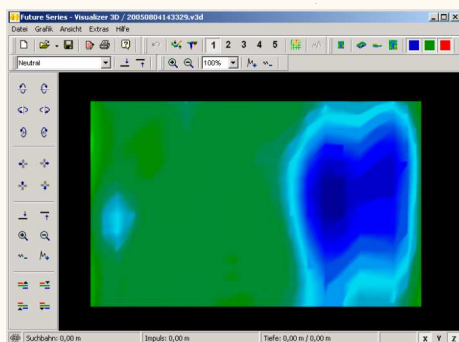 Future Series - Visualizer 3D / 20050804143329.v3d
Datei Grafik Ansicht Extras Hilfe
1 2 3 4 5
Neutral 100%
Suchbahn: 0,00 m Impuls: 0,00 m Tiefe: 0,00 m / 0,00 m X Y Z